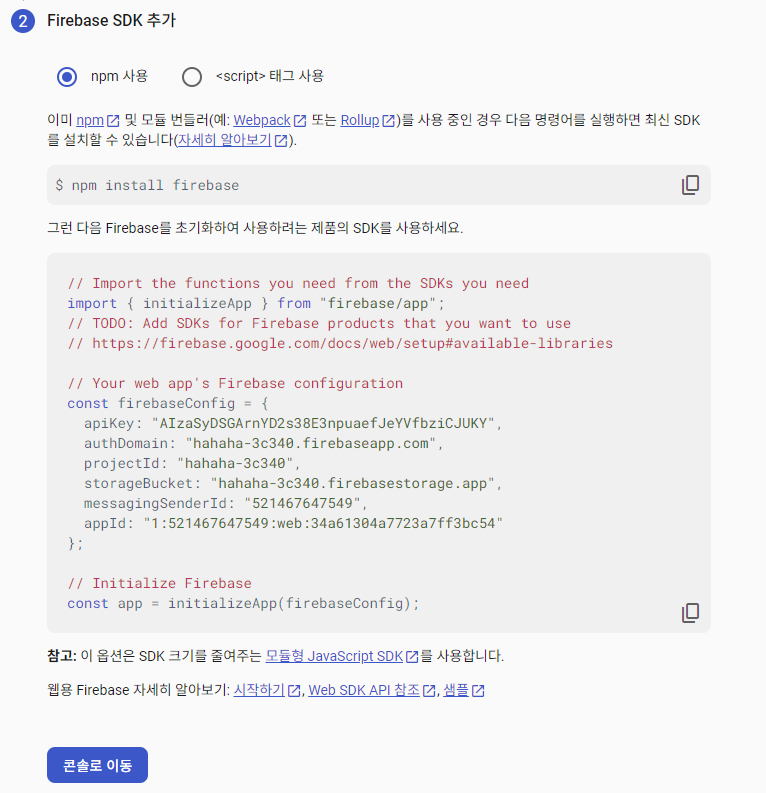 2 Firebase SDK 추가
npm 사용 <script> 태그 사용
이미 npm 및 모듈 번들러(예: Webpack 또는 Rollup)를 사용 중인 경우 다음 명령어를 실행하면 최신 SDK
를 설치할 수 있습니다(자세히 알아보기).
$ npm install firebase
그런 다음 Firebase를 초기화하여 사용하려는 제품의 SDK를 사용하세요.
// Import the functions you need from the SDKs you need
import { initializeApp } from "firebase/app";
// TODO: Add SDKs for Firebase products that you want to use
// https://firebase.google.com/docs/web/setup#available-libraries
// Your web app's Firebase configuration
const firebaseConfig = {
apiKey: "AIzaSyDSGArnYD2s38E3npuaefJeYVfbziCJUKY",
authDomain: "hahaha-3c340.firebaseapp.com",
projectId: "hahaha-3c340",
storageBucket: "hahaha-3c340.firebasestorage.app",
messagingSenderId: "521467647549",
appId: "1:521467647549:web:34a61304a7723a7ff3bc54"
};
// Initialize Firebase
const app = initializeApp(firebaseConfig);
참고: 이 옵션은 SDK 크기를 줄여주는 모듈형 JavaScript SDK를 사용합니다.
웹용 Firebase 자세히 알아보기: 시작하기, Web SDK API 참조, 샘플
콘솔로 이동